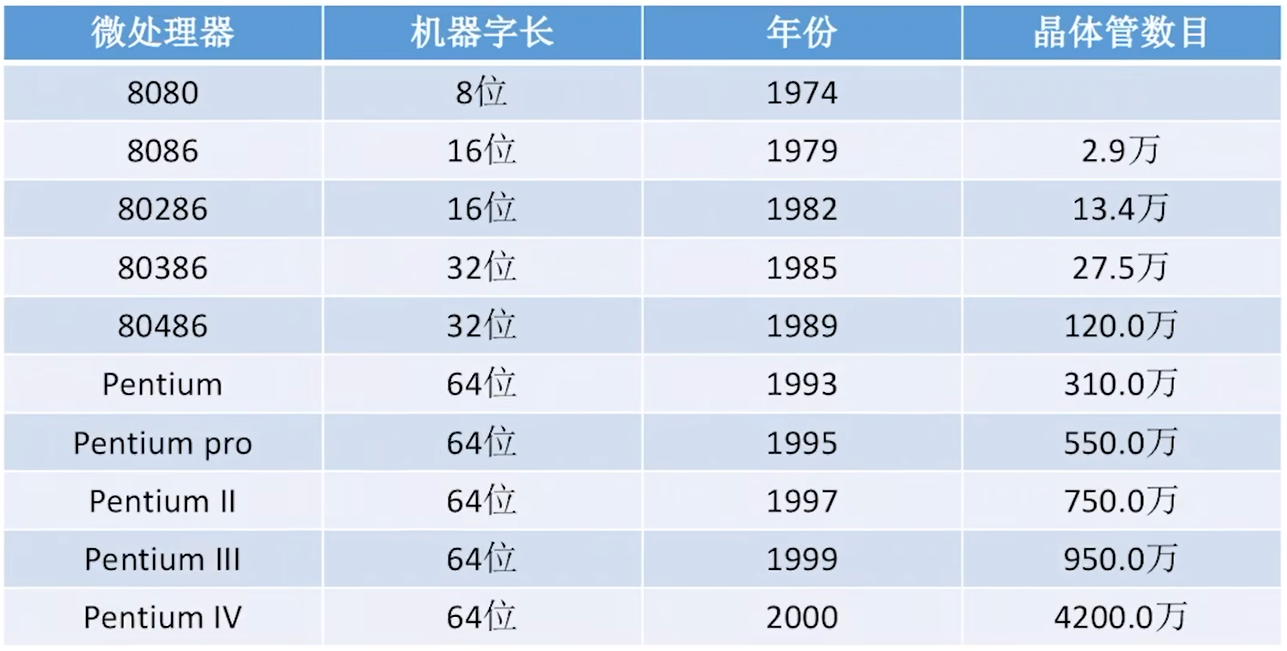 微处理器 机器字长 年份 晶体管数目
8080 8位 1974
8086 16位 1979 2.9万
80286 16位 1982 13.4万
80386 32位 1985 27.5万
80486 32位 1989 120.0万
Pentium 64位 1993 310.0万
Pentium pro 64位 1995 550.0万
Pentium II 64位 1997 750.0万
Pentium III 64位 1999 950.0万
Pentium IV 64位 2000 4200.0万